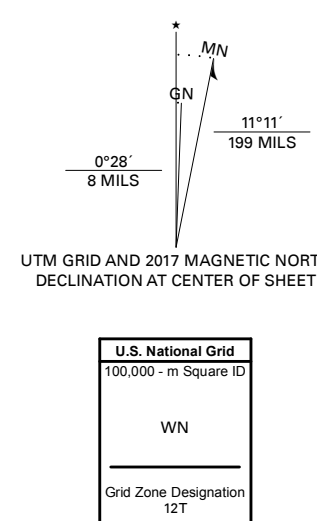 ★
MN
GN
11°11´
199 MILS
0°28´
8 MILS
UTM GRID AND 2017 MAGNETIC NORT
DECLINATION AT CENTER OF SHEET
U.S. National Grid
100,000 - m Square ID
WN
Grid Zone Designation
12T